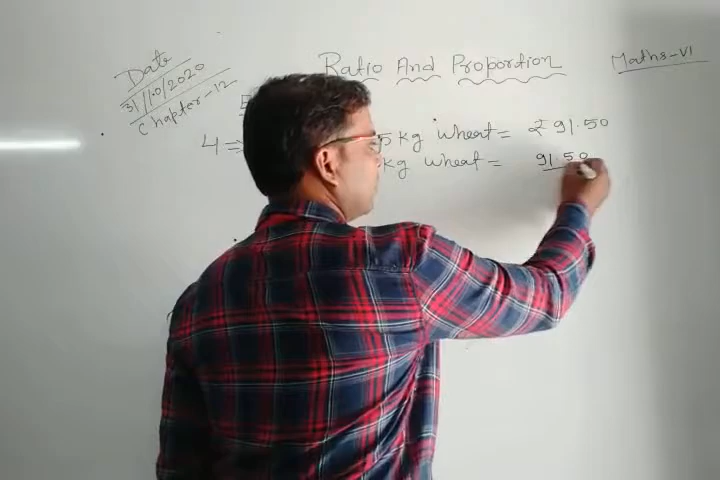 Date
31/10/2020
Chapter-12
Ratio And Proportion
Maths-VI
4⇒ 5 kg wheat = ₹ 91.50
kg wheat = 91.50